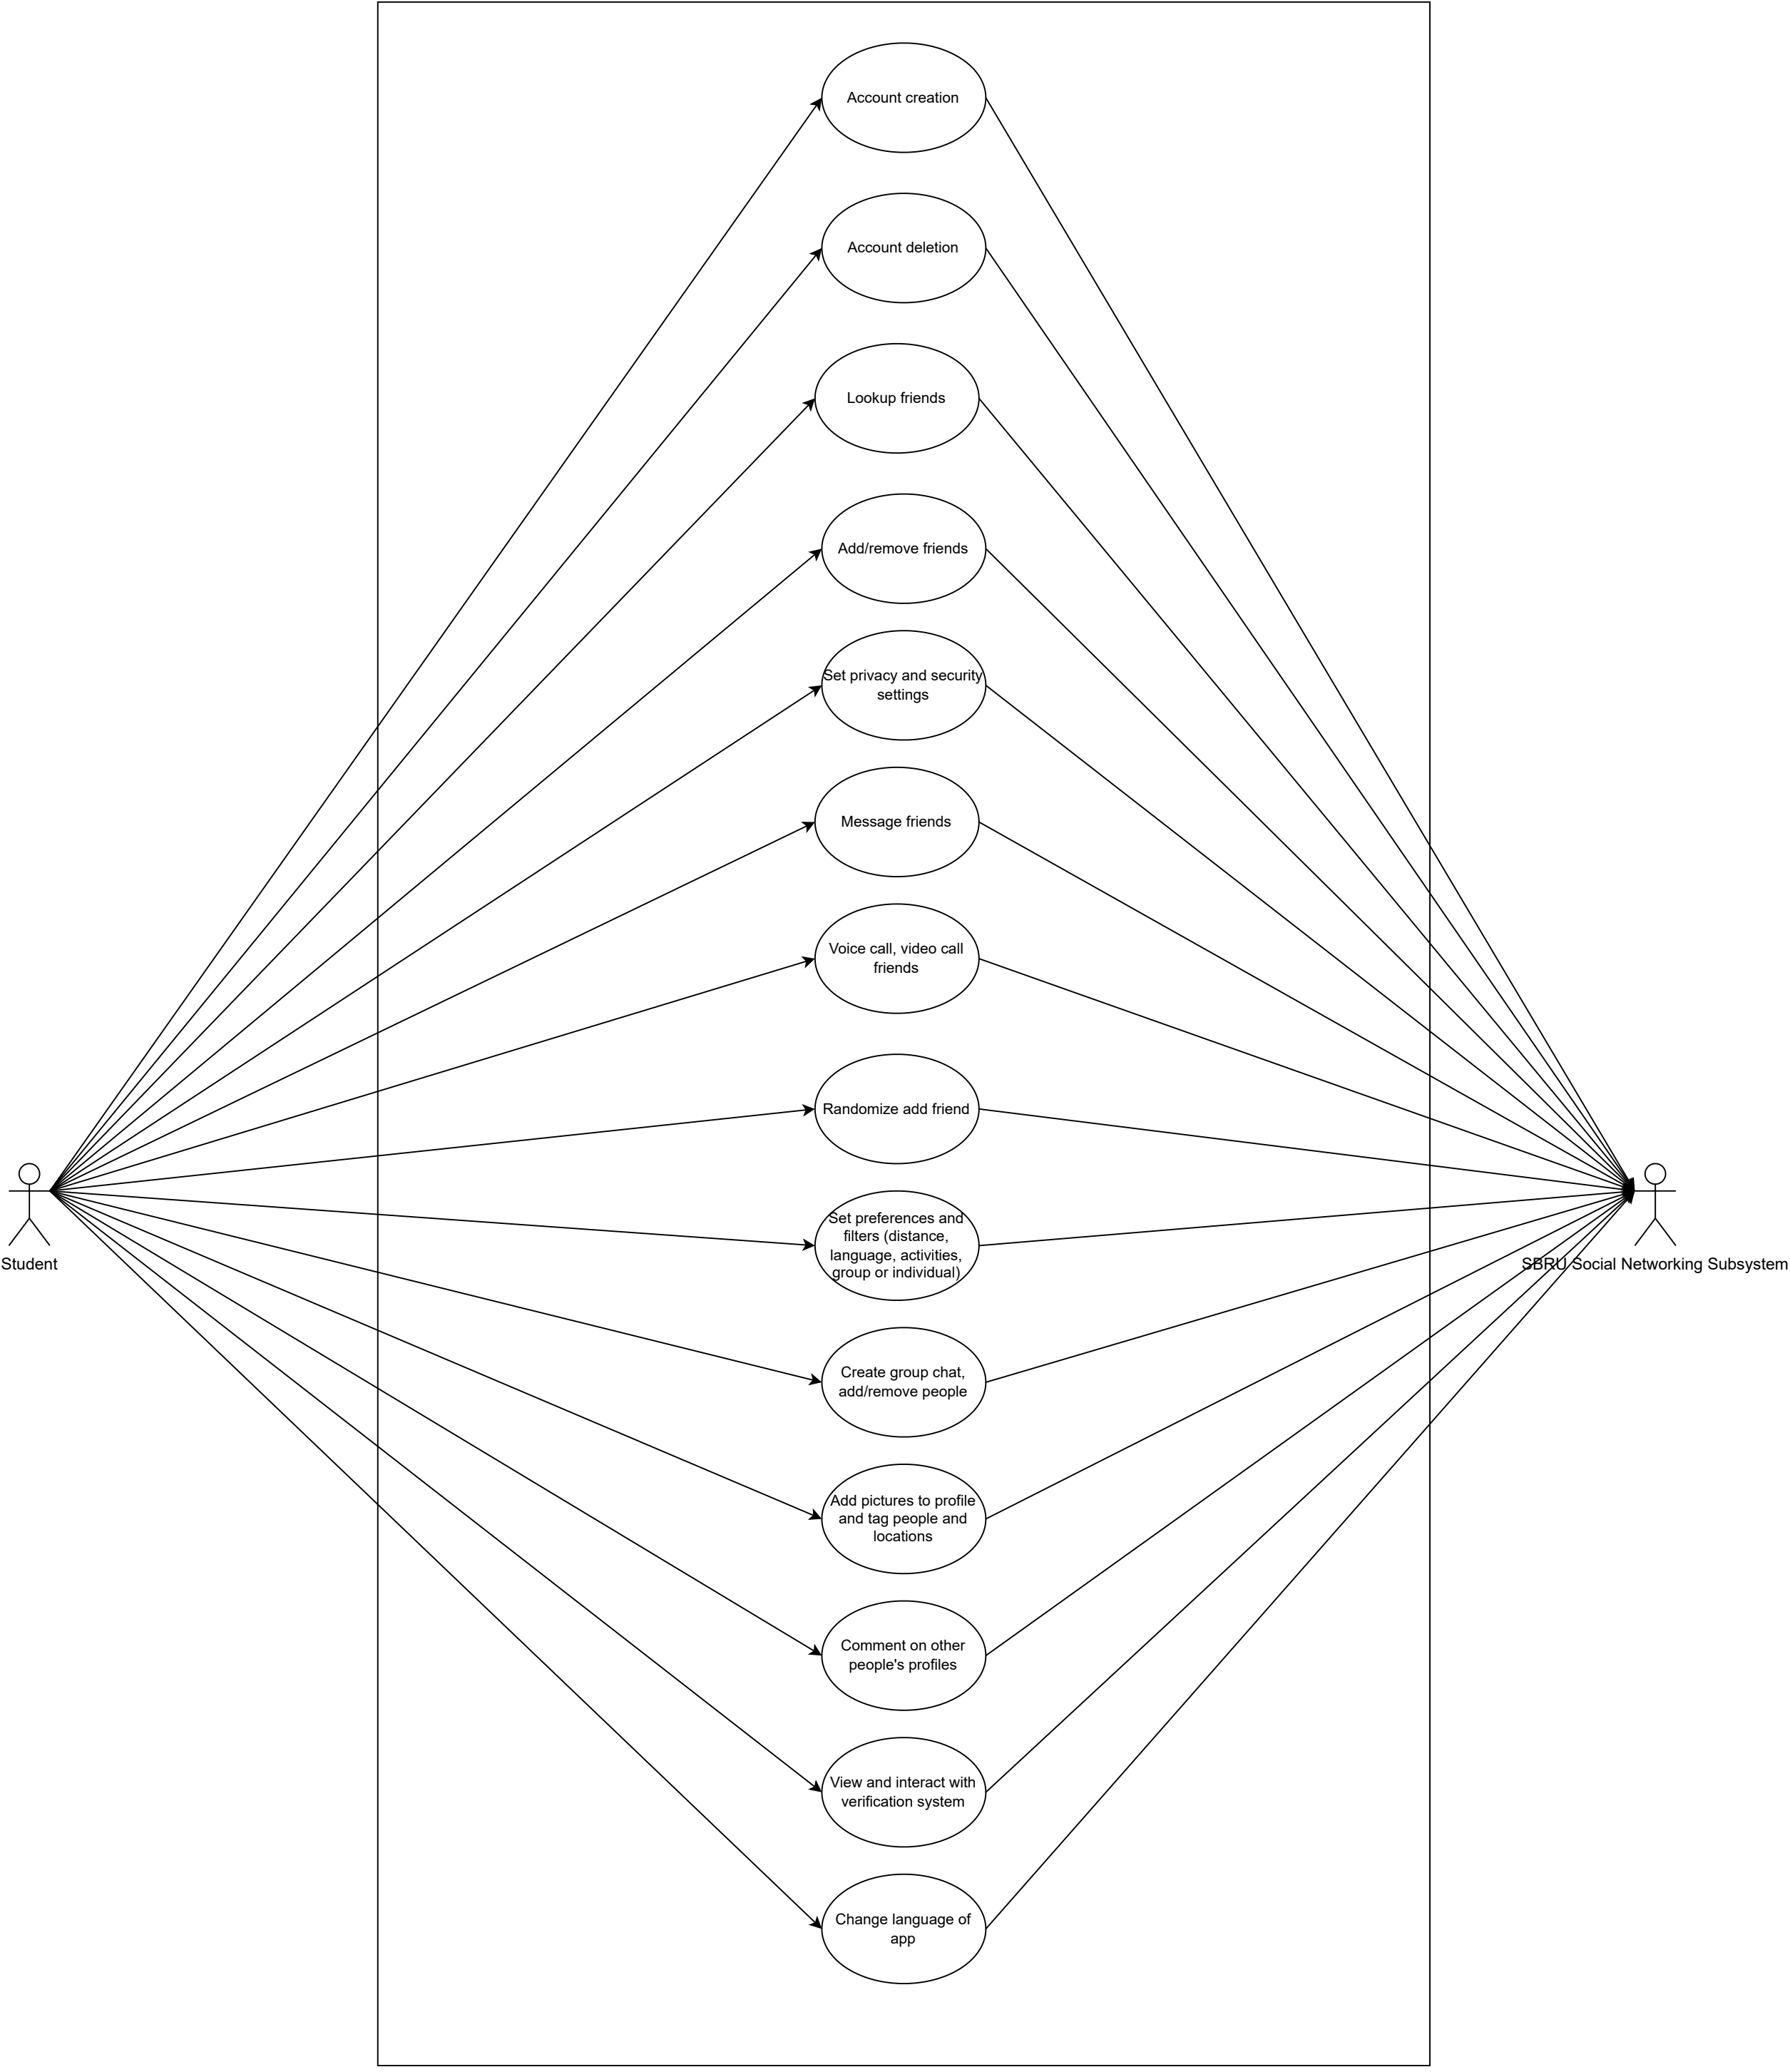 Account creation
Account deletion
Lookup friends
Add/remove friends
Set privacy and security
settings
Message friends
Voice call, video call
friends
Randomize add friend
Set preferences and
filters (distance,
language, activities,
group or individual)
Student
SBRU Social Networking Subsystem
Create group chat,
add/remove people
Add pictures to profile
and tag people and
locations
Comment on other
people's profiles
View and interact with
verification system
Change language of
app